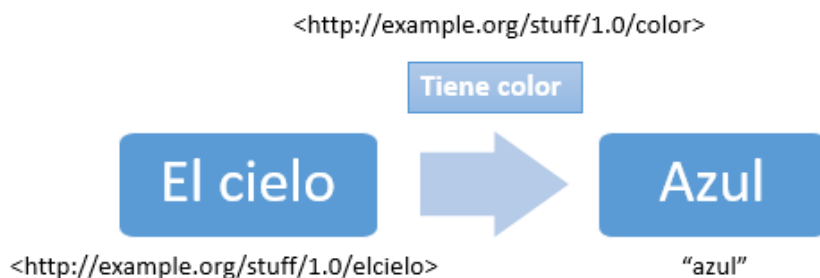 <http://example.org/stuff/1.0/color>
Tiene color
El cielo
Azul
<http://example.org/stuff/1.0/elcielo>
“azul”